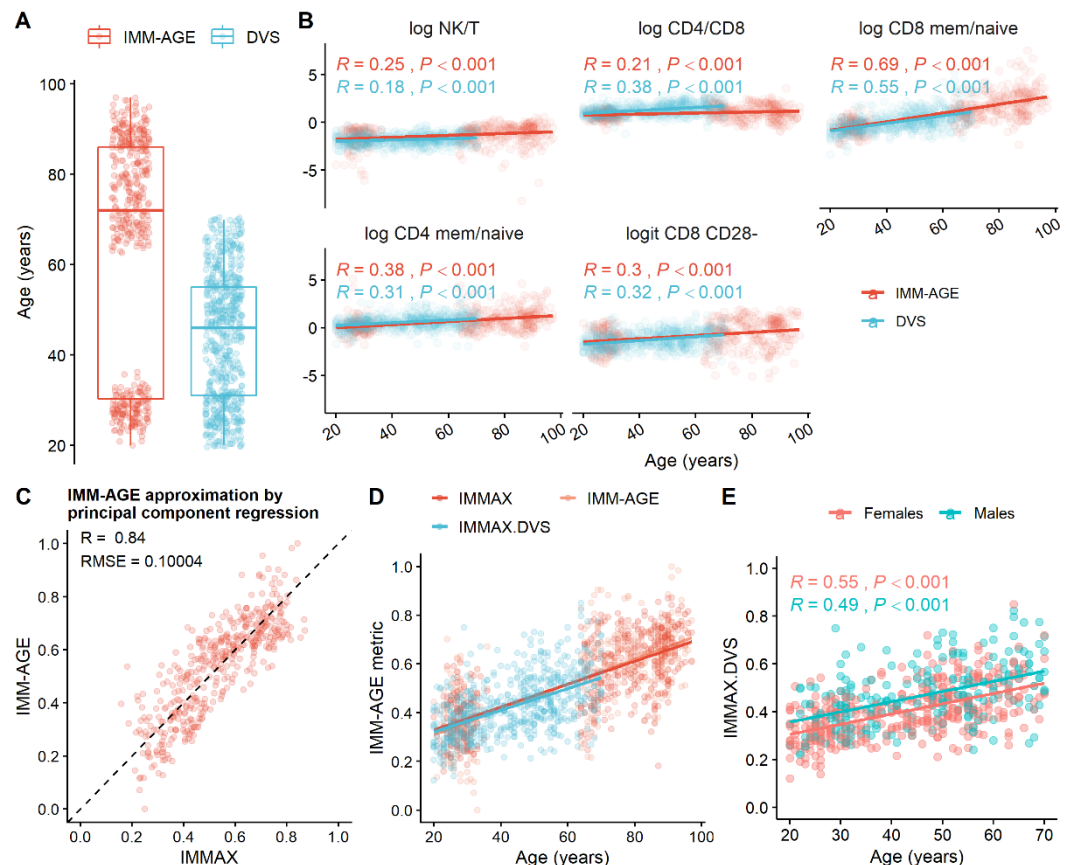 A
IMM-AGE DVS
Age (years)
100
80
60
40
20
B
log NK/T
R = 0.25 , P < 0.001
R = 0.18 , P < 0.001
log CD4/CD8
R = 0.21 , P < 0.001
R = 0.38 , P < 0.001
log CD8 mem/naive
R = 0.69 , P < 0.001
R = 0.55 , P < 0.001
5
0
-5
20 40 60 80 100
log CD4 mem/naive
R = 0.38 , P < 0.001
R = 0.31 , P < 0.001
logit CD8 CD28-
R = 0.3 , P < 0.001
R = 0.32 , P < 0.001
5
0
-5
20 40 60 80 100
20 40 60 80 100
Age (years)
a IMM-AGE
a DVS
C
IMM-AGE approximation by
principal component regression
R = 0.84
RMSE = 0.10004
IMM-AGE
1.0
0.8
0.6
0.4
0.2
0.0
0.0 0.2 0.4 0.6 0.8 1.0
IMMAX
D
IMMAX IMM-AGE
IMMAX.DVS
IMM-AGE metric
1.0
0.8
0.6
0.4
0.2
0.0
20 40 60 80 100
Age (years)
E
a Females a Males
R = 0.55 , P < 0.001
R = 0.49 , P < 0.001
IMMAX.DVS
1.0
0.8
0.6
0.4
0.2
0.0
20 30 40 50 60 70
Age (years)